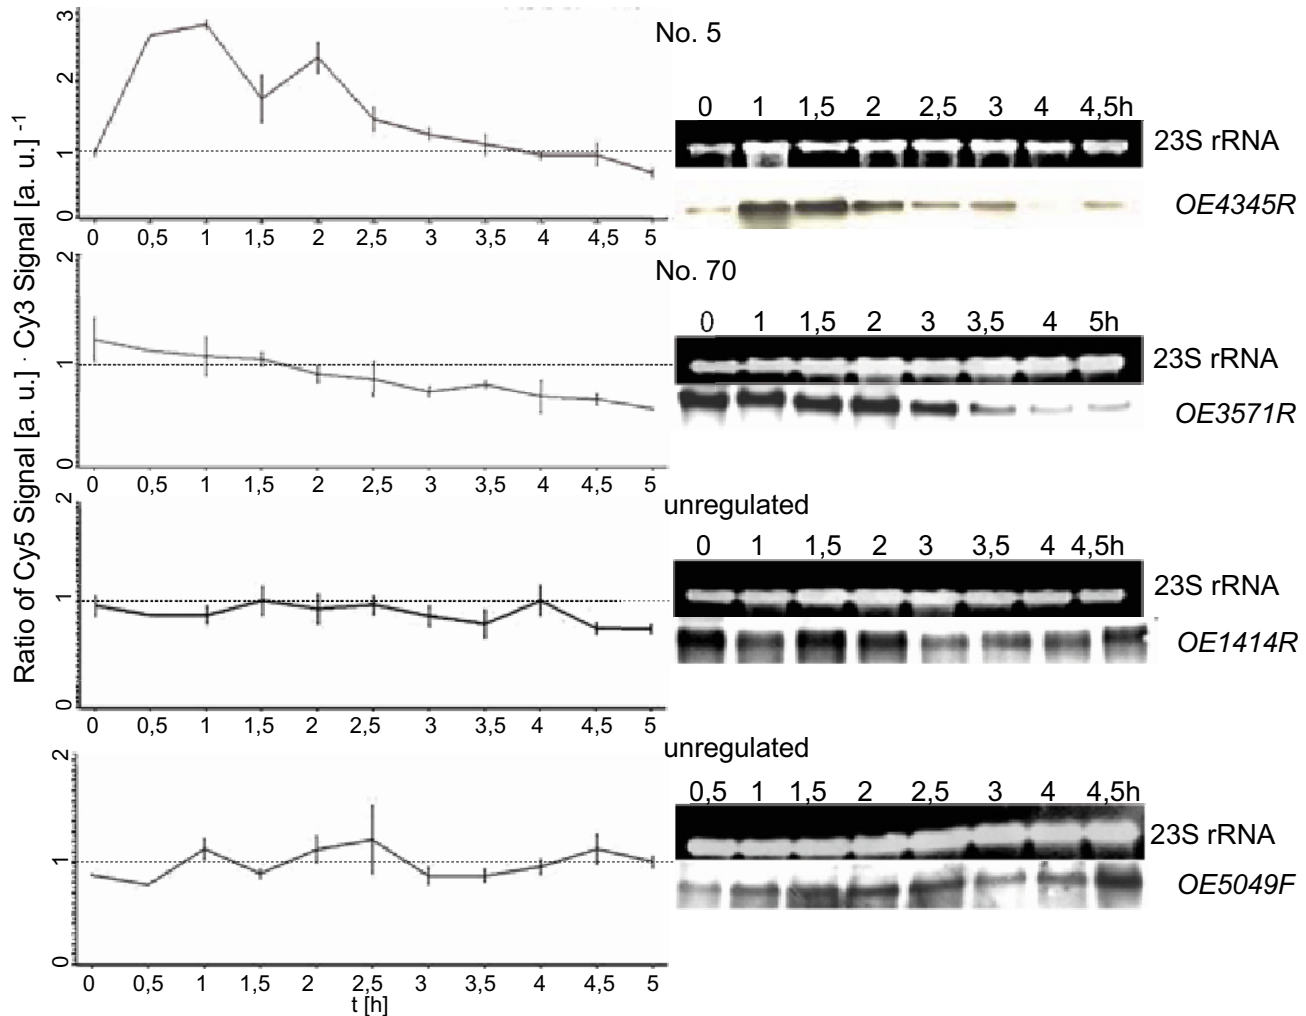 Ratio of Cy5 Signal [a. u.] · Cy3 Signal [a. u.] -1
3
2
1
0
0 0,5 1 1,5 2 2,5 3 3,5 4 4,5 5
No. 5
0 1 1,5 2 2,5 3 4 4,5h
23S rRNA
OE4345R
2
1
0
0 0,5 1 1,5 2 2,5 3 3,5 4 4,5 5
No. 70
0 1 1,5 2 3 3,5 4 5h
23S rRNA
OE3571R
2
1
0
0 0,5 1 1,5 2 2,5 3 3,5 4 4,5 5
unregulated
0 1 1,5 2 3 3,5 4 4,5h
23S rRNA
OE1414R
2
1
0
0 0,5 1 1,5 2 2,5 3 3,5 4 4,5 5
t [h]
unregulated
0,5 1 1,5 2 2,5 3 4 4,5h
23S rRNA
OE5049F